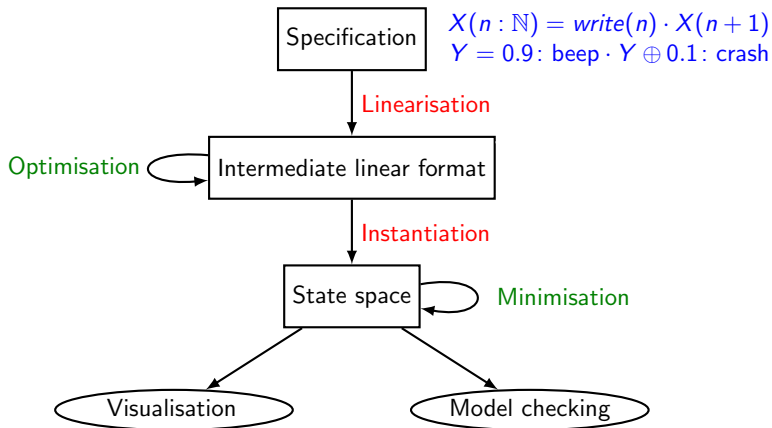 Specification
X(n : ℕ) = write(n) · X(n + 1)
Y = 0.9: beep · Y ⊕ 0.1: crash
Linearisation
Optimisation
Intermediate linear format
Instantiation
State space
Minimisation
Visualisation
Model checking